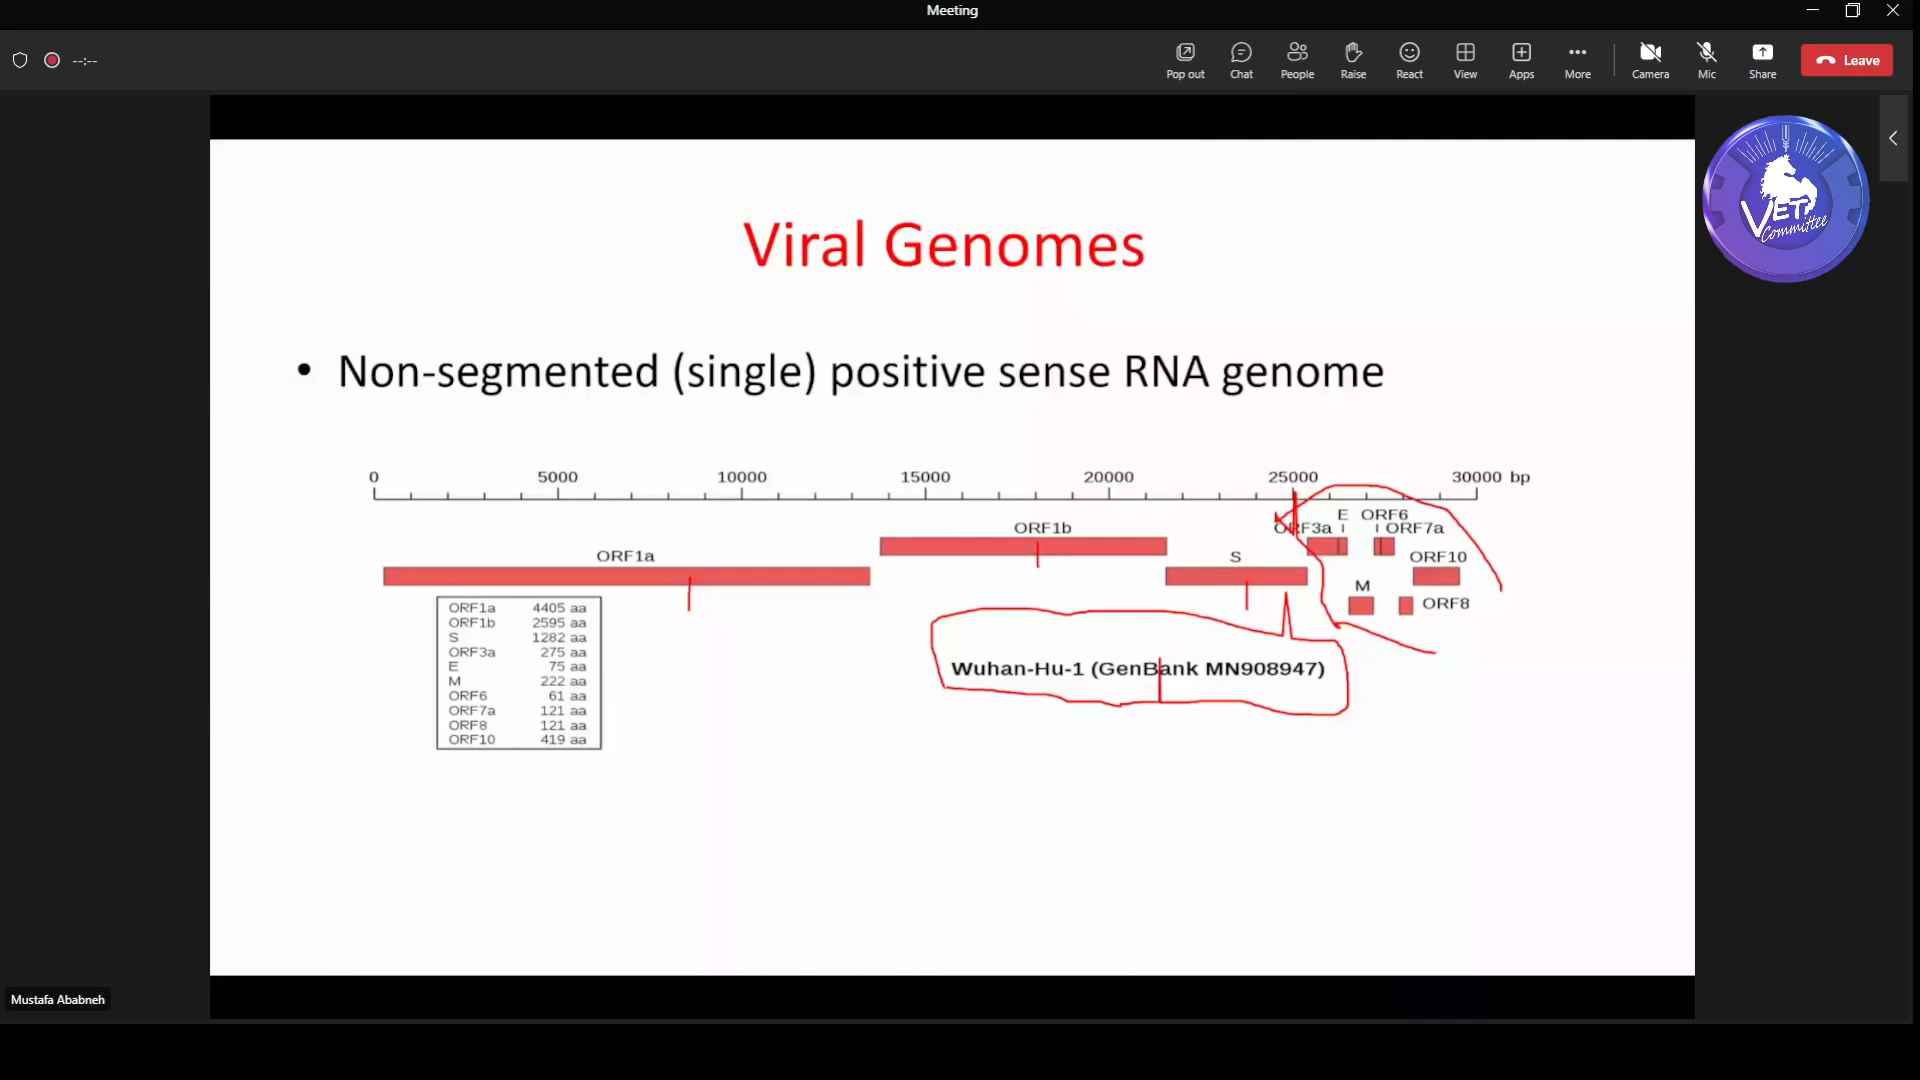 Meeting
--:--
Pop out Chat People Raise React View Apps More Camera Mic Share Leave
VET
Committee
Viral Genomes
• Non-segmented (single) positive sense RNA genome
0 5000 10000 15000 20000 25000 30000 bp
E ORF6
ORF1b ORF3a ORF7a
ORF1a S ORF10
M
ORF8
ORF1a 4405 aa
ORF1b 2595 aa
S 1282 aa
ORF3a 275 aa
E 75 aa
M 222 aa
ORF6 61 aa
ORF7a 121 aa
ORF8 121 aa
ORF10 419 aa
Wuhan-Hu-1 (GenBank MN908947)
Mustafa Ababneh